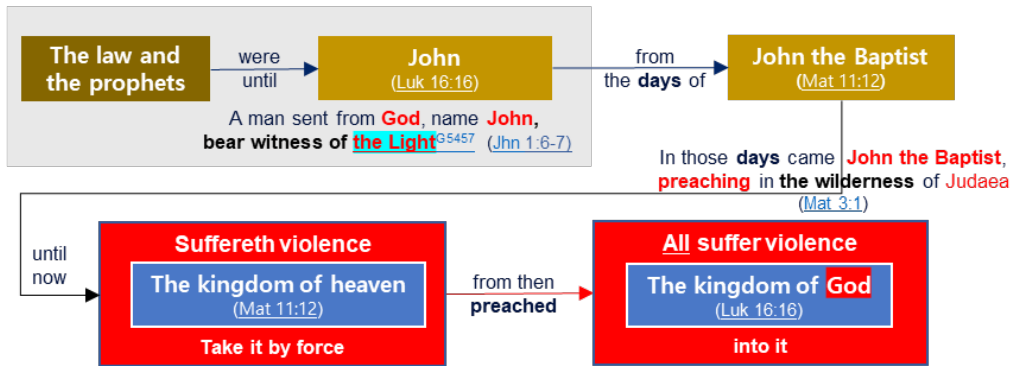 The law and
the prophets
were
until
John
(Luk 16:16)
from
the days of
John the Baptist
(Mat 11:12)
A man sent from God, name John,
bear witness of the LightG5457 (Jhn 1:6-7)
In those days came John the Baptist,
preaching in the wilderness of Judaea
(Mat 3:1)
until
now
Suffereth violence
The kingdom of heaven
(Mat 11:12)
Take it by force
from then
preached
All suffer violence
The kingdom of God
(Luk 16:16)
into it